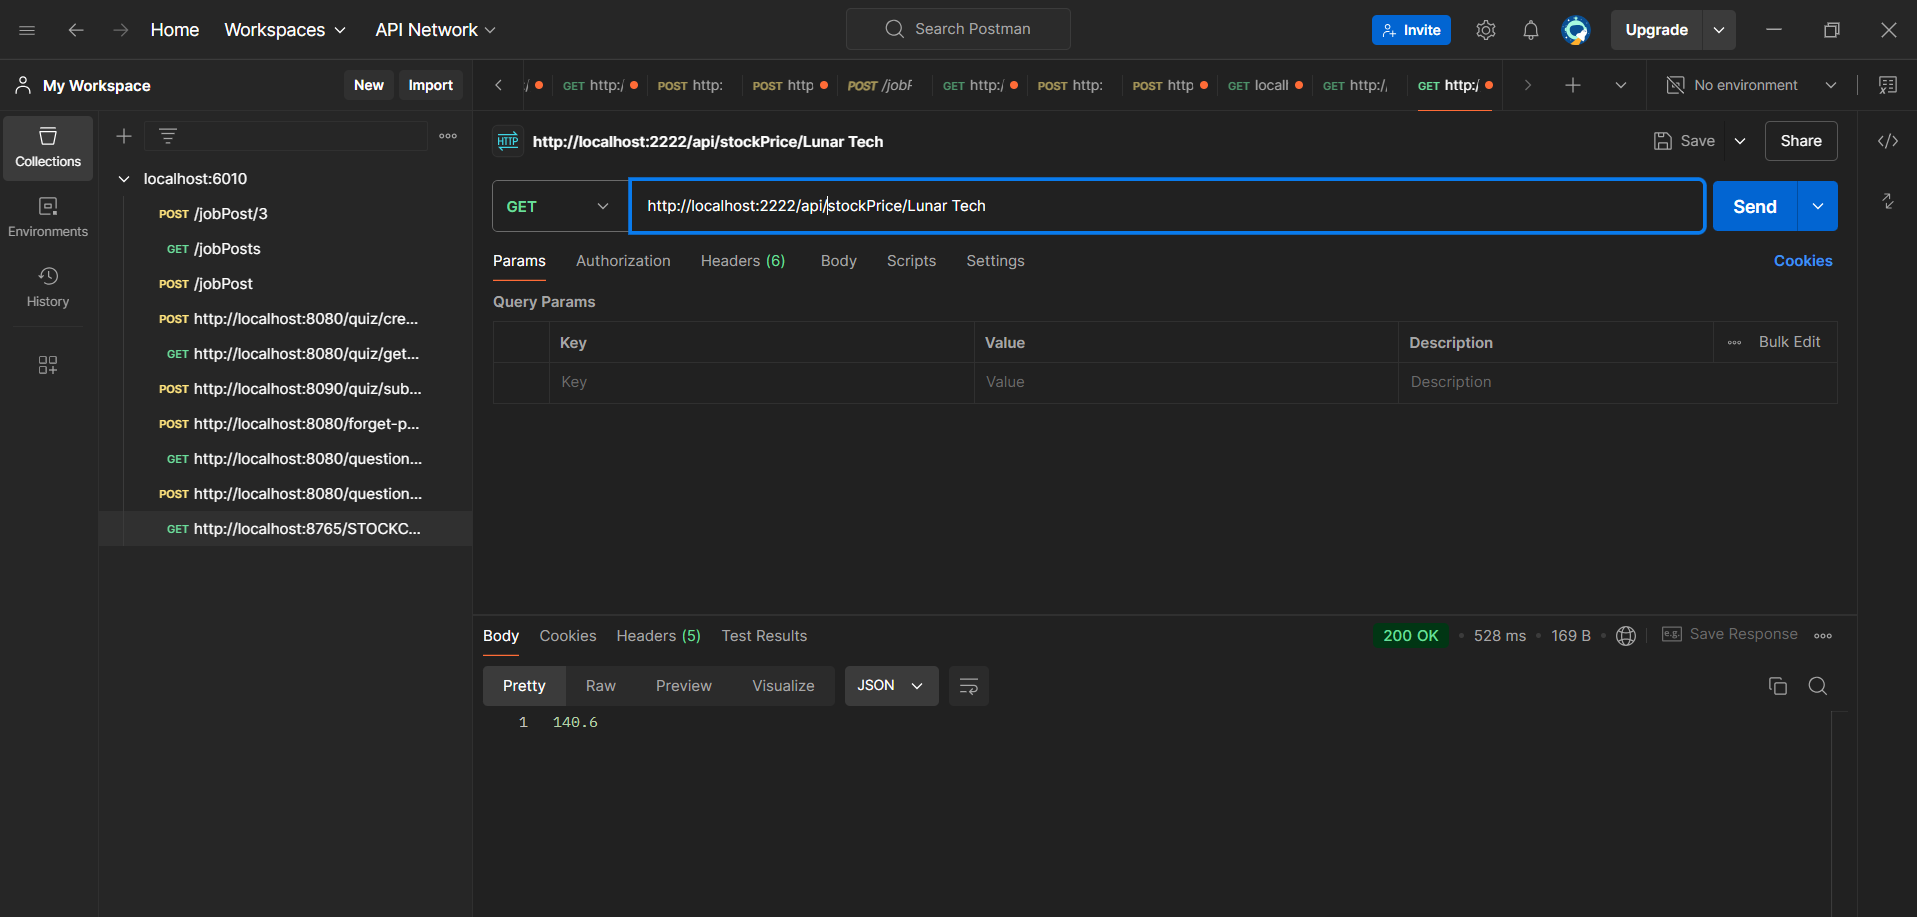 Home Workspaces API Network Search Postman Invite Upgrade
My Workspace New Import
GET http:/ POST http: POST http POST /jobP GET http:/ POST http: POST http GET locall GET http:/, GET http:/ No environment
Collections
Environments
History
localhost:6010
POST /jobPost/3
GET /jobPosts
POST /jobPost
POST http://localhost:8080/quiz/cre...
GET http://localhost:8080/quiz/get...
POST http://localhost:8090/quiz/sub...
POST http://localhost:8080/forget-p...
GET http://localhost:8080/question...
POST http://localhost:8080/question...
GET http://localhost:8765/STOCKC...
HTTP http://localhost:2222/api/stockPrice/Lunar Tech Save Share
GET http://localhost:2222/api/stockPrice/Lunar Tech Send
Params Authorization Headers (6) Body Scripts Settings Cookies
Query Params
Key Value Description Bulk Edit
Key Value Description
Body Cookies Headers (5) Test Results 200 OK 528 ms 169 B e.g. Save Response
Pretty Raw Preview Visualize JSON
1 140.6